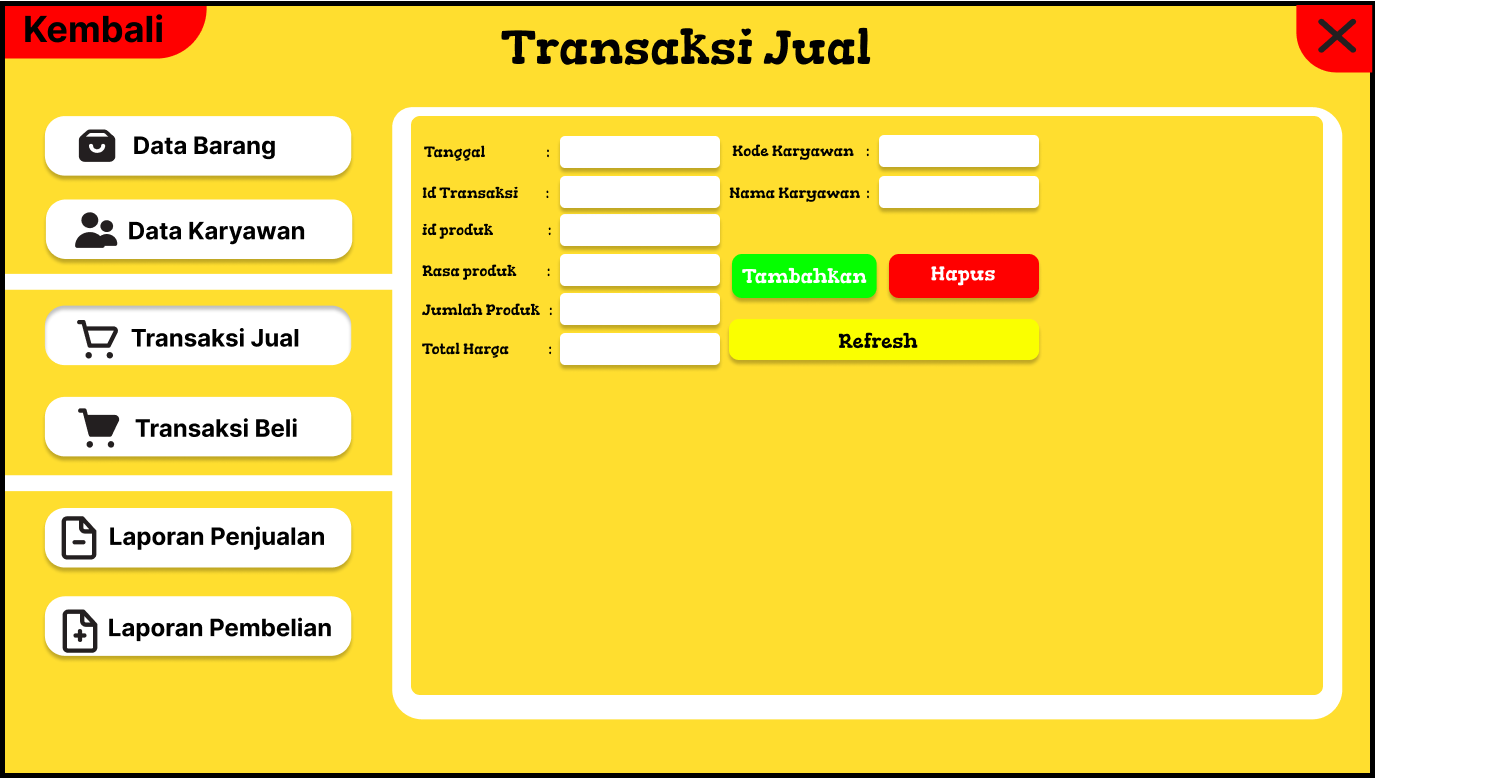 Kembali
Transaksi Jual
Data Barang
Data Karyawan
Transaksi Jual
Transaksi Beli
Laporan Penjualan
Laporan Pembelian
Tanggal :
Kode Karyawan :
Id Transaksi :
Nama Karyawan :
id produk :
Rasa produk :
Jumlah Produk :
Total Harga :
Tambahkan
Hapus
Refresh